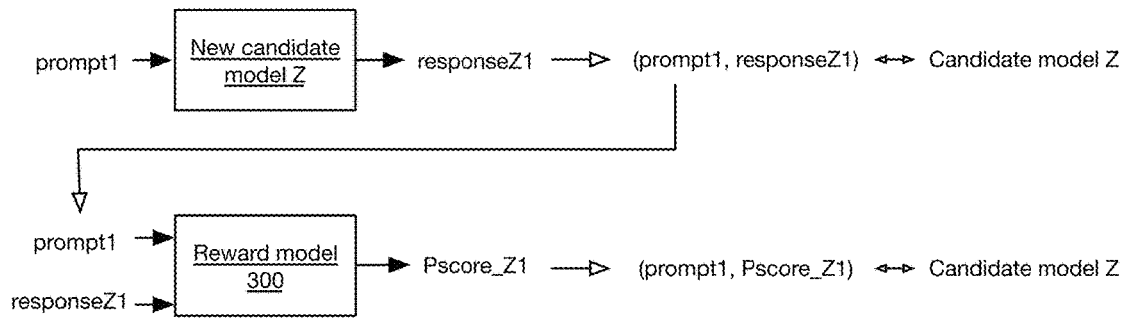 prompt1
New candidate
model Z
responseZ1
(prompt1, responseZ1)
Candidate model Z
prompt1
responseZ1
Reward model
300
Pscore_Z1
(prompt1, Pscore_Z1)
Candidate model Z